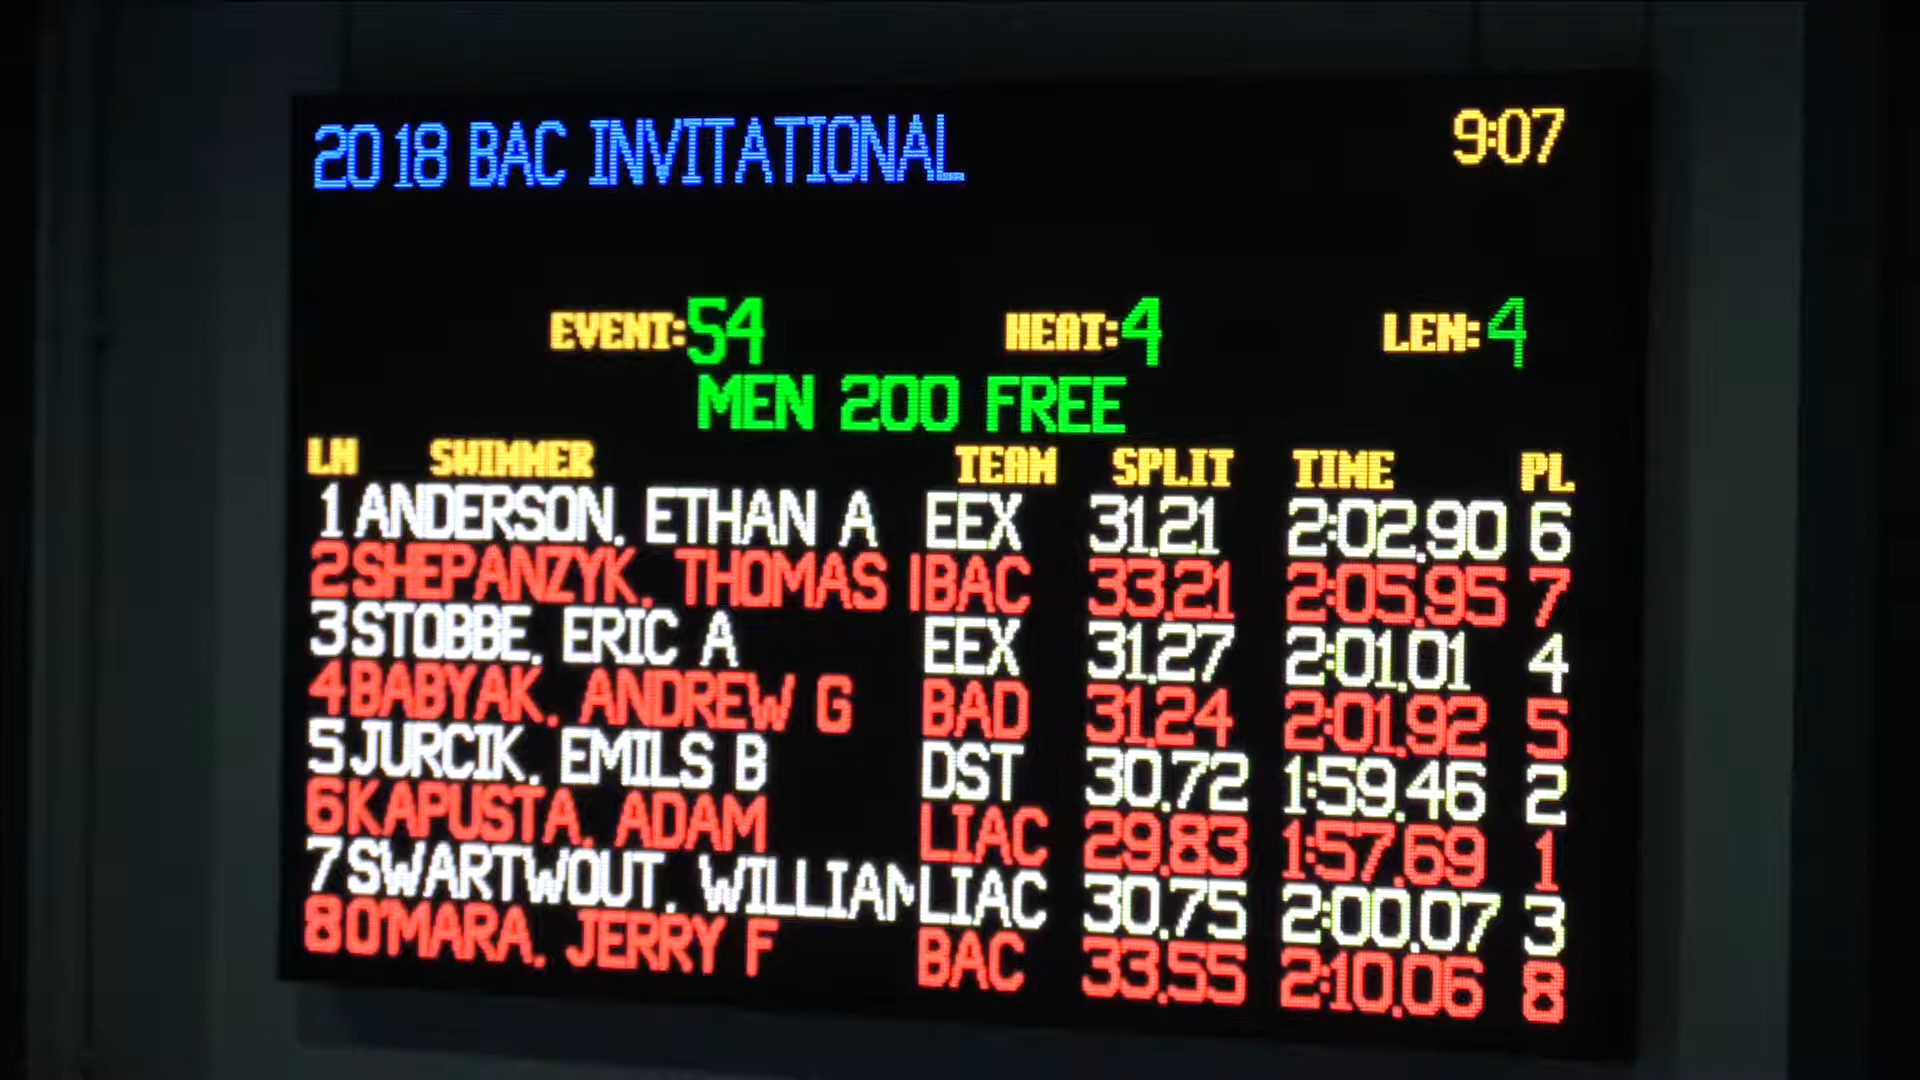 2018 BAC INVITATIONAL 9:07
EVENT:54 HEAT:4 LEN:4
MEN 200 FREE
LN SWIMMER TEAM SPLIT TIME PL
1 ANDERSON, ETHAN A EEX 31.21 2:02.90 6
2 SHEPANZYK, THOMAS I BAC 33.21 2:05.95 7
3 STOBBE, ERIC A EEX 31.27 2:01.01 4
4 BABYAK, ANDREW G BAD 31.24 2:01.92 5
5 JURCIK, EMILS B DST 30.72 1:59.46 2
6 KAPUSTA, ADAM LIAC 29.83 1:57.69 1
7 SWARTWOUT, WILLIAM LIAC 30.75 2:00.07 3
8 O'MARA, JERRY F BAC 33.55 2:10.06 8